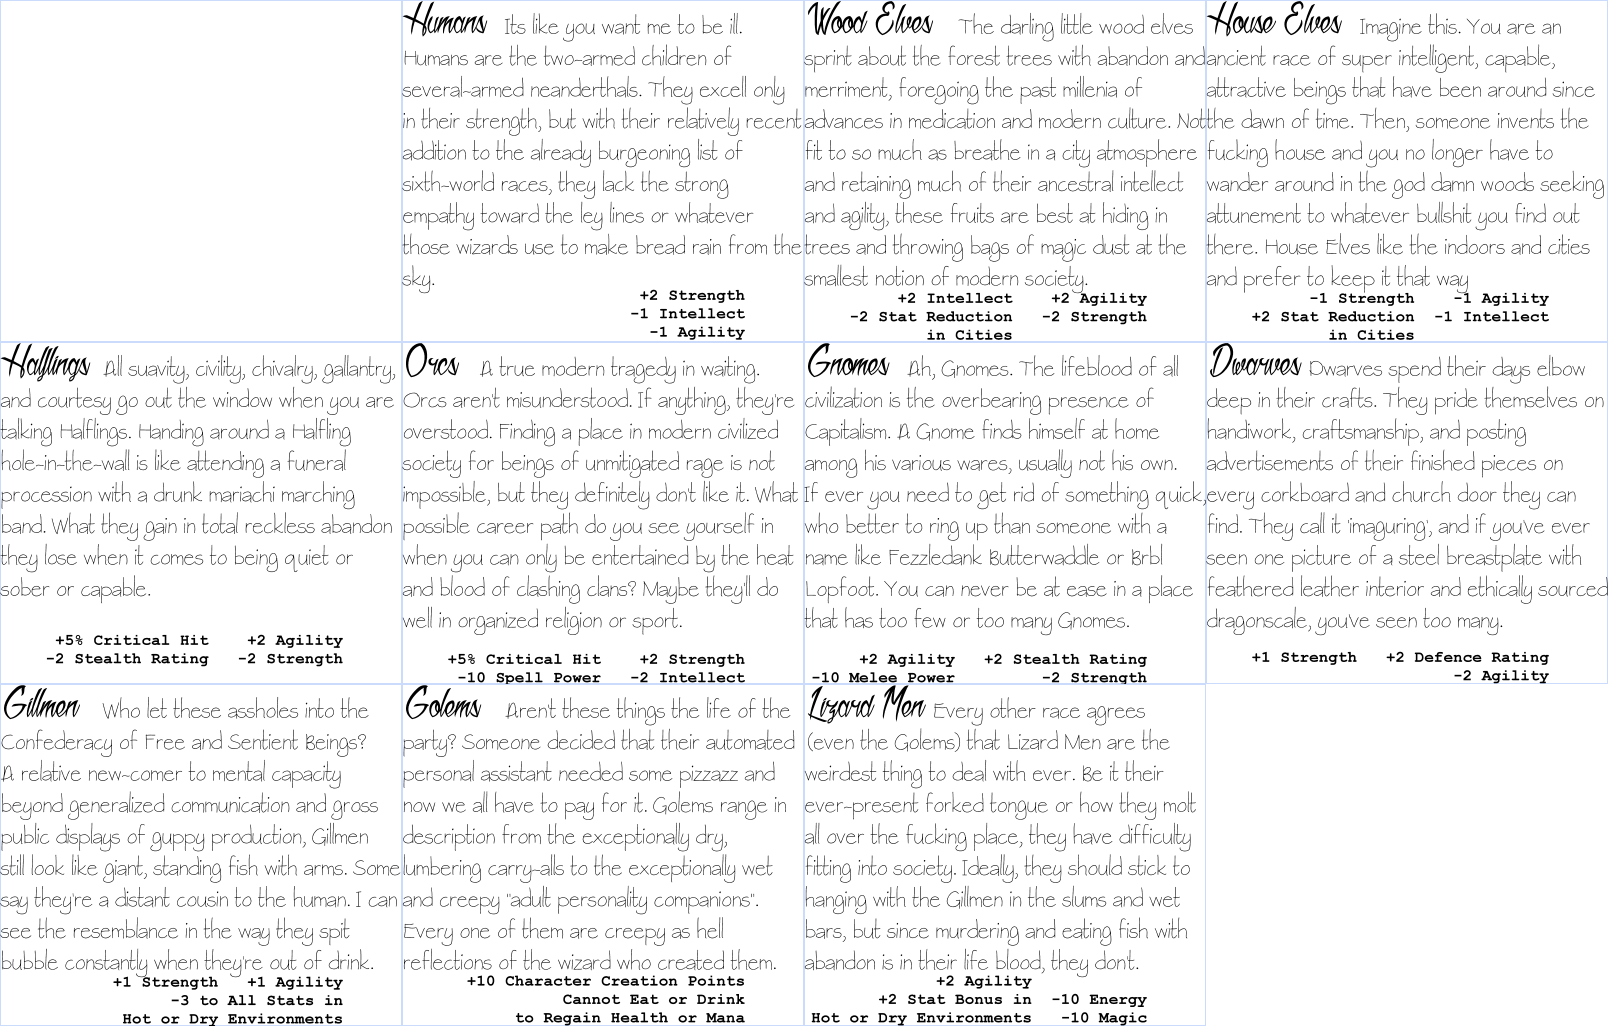 Humans Its like you want me to be ill.
Humans are the two-armed children of
several-armed neanderthals. They excell only
in their strength, but with their relatively recent
addition to the already burgeoning list of
sixth-world races, they lack the strong
empathy toward the ley lines or whatever
those wizards use to make bread rain from the
sky.
+2 Strength
-1 Intellect
-1 Agility
Wood Elves The darling little wood elves
sprint about the forest trees with abandon and
merriment, foregoing the past millenia of
advances in medication and modern culture. Not
fit to so much as breathe in a city atmosphere
and retaining much of their ancestral intellect
and agility, these fruits are best at hiding in
trees and throwing bags of magic dust at the
smallest notion of modern society.
+2 Intellect +2 Agility
-2 Stat Reduction -2 Strength
in Cities
House Elves Imagine this. You are an
ancient race of super intelligent, capable,
attractive beings that have been around since
the dawn of time. Then, someone invents the
fucking house and you no longer have to
wander around in the god damn woods seeking
attunement to whatever bullshit you find out
there. House Elves like the indoors and cities
and prefer to keep it that way
-1 Strength -1 Agility
+2 Stat Reduction -1 Intellect
in Cities
Halflings All suavity, civility, chivalry, gallantry,
and courtesy go out the window when you are
talking Halflings. Handing around a Halfling
hole-in-the-wall is like attending a funeral
procession with a drunk mariachi marching
band. What they gain in total reckless abandon
they lose when it comes to being quiet or
sober or capable.
+5% Critical Hit +2 Agility
-2 Stealth Rating -2 Strength
Orcs A true modern tragedy in waiting.
Orcs aren't misunderstood. If anything, they're
overstood. Finding a place in modern civilized
society for beings of unmitigated rage is not
impossible, but they definitely don't like it. What
possible career path do you see yourself in
when you can only be entertained by the heat
and blood of clashing clans? Maybe they'll do
well in organized religion or sport.
+5% Critical Hit +2 Strength
-10 Spell Power -2 Intellect
Gnomes Ah, Gnomes. The lifeblood of all
civilization is the overbearing presence of
Capitalism. A Gnome finds himself at home
among his various wares, usually not his own.
If ever you need to get rid of something quick,
who better to ring up than someone with a
name like Fezzledank Butterwaddle or Brbl
Lopfoot. You can never be at ease in a place
that has too few or too many Gnomes.
+2 Agility +2 Stealth Rating
-10 Melee Power -2 Strength
Dwarves Dwarves spend their days elbow
deep in their crafts. They pride themselves on
handiwork, craftsmanship, and posting
advertisements of their finished pieces on
every corkboard and church door they can
find. They call it 'imaguring', and if you've ever
seen one picture of a steel breastplate with
feathered leather interior and ethically sourced
dragonscale, you've seen too many.
+1 Strength +2 Defence Rating
-2 Agility
Gillmen Who let these assholes into the
Confederacy of Free and Sentient Beings?
A relative new-comer to mental capacity
beyond generalized communication and gross
public displays of guppy production, Gillmen
still look like giant, standing fish with arms. Some
say they're a distant cousin to the human. I can
see the resemblance in the way they spit
bubble constantly when they're out of drink.
+1 Strength +1 Agility
-3 to All Stats in
Hot or Dry Environments
Golems Aren't these things the life of the
party? Someone decided that their automated
personal assistant needed some pizzazz and
now we all have to pay for it. Golems range in
description from the exceptionally dry,
lumbering carry-alls to the exceptionally wet
and creepy "adult personality companions".
Every one of them are creepy as hell
reflections of the wizard who created them.
+10 Character Creation Points
Cannot Eat or Drink
to Regain Health or Mana
Lizard Men Every other race agrees
(even the Golems) that Lizard Men are the
weirdest thing to deal with ever. Be it their
ever-present forked tongue or how they molt
all over the fucking place, they have difficulty
fitting into society. Ideally, they should stick to
hanging with the Gillmen in the slums and wet
bars, but since murdering and eating fish with
abandon is in their life blood, they don't.
+2 Agility
+2 Stat Bonus in -10 Energy
Hot or Dry Environments -10 Magic